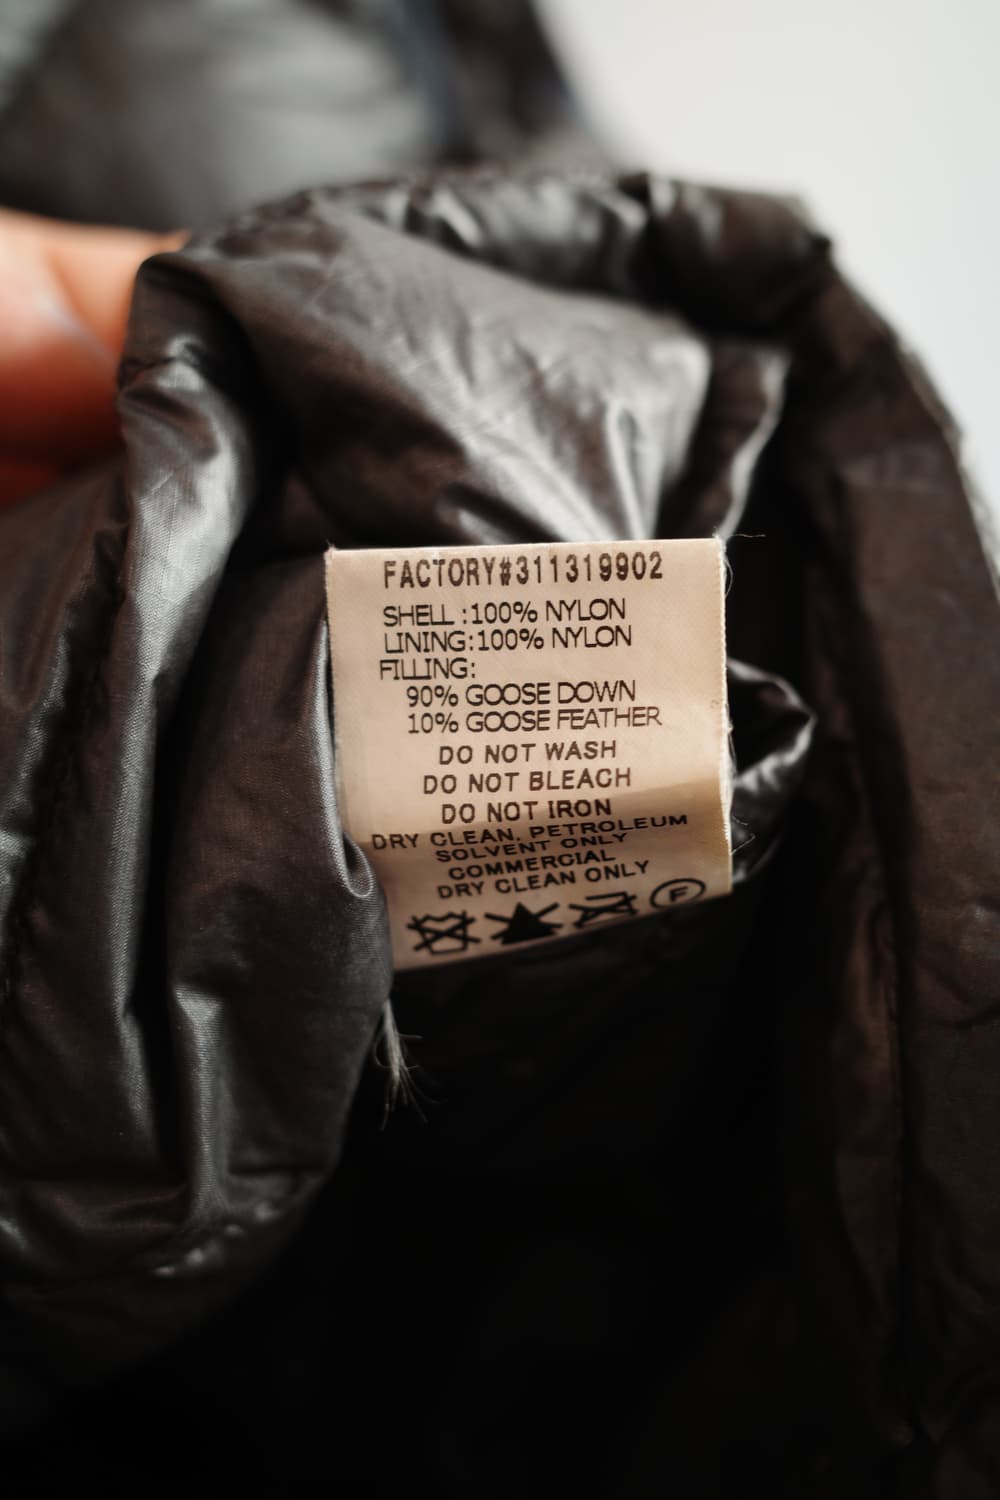 FACTORY#311319902
SHELL :100% NYLON
LINING:100% NYLON
FILLING:
90% GOOSE DOWN
10% GOOSE FEATHER
DO NOT WASH
DO NOT BLEACH
DO NOT IRON
DRY CLEAN. PETROLEUM
SOLVENT ONLY
COMMERCIAL
DRY CLEAN ONLY
F